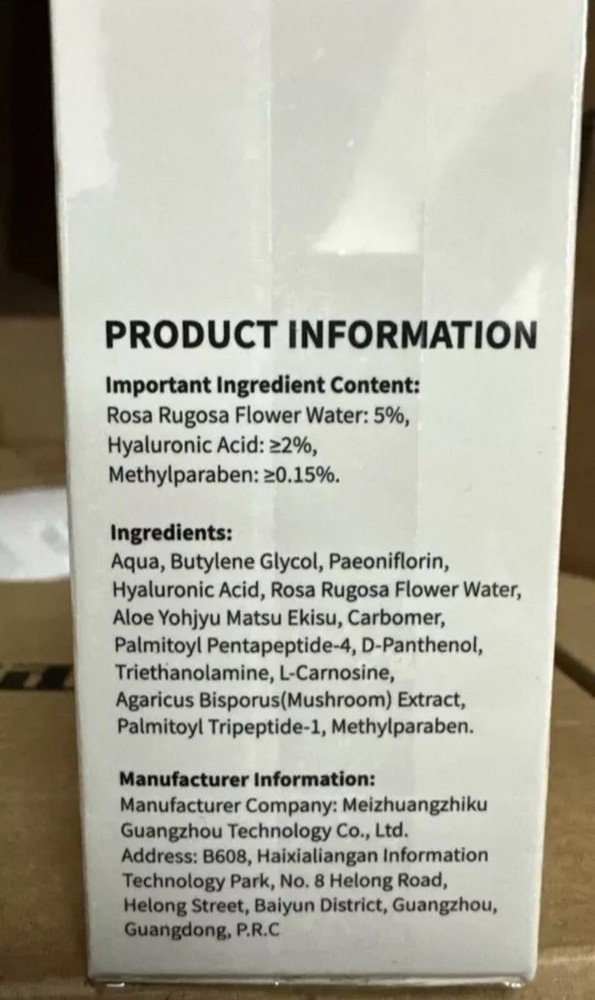 PRODUCT INFORMATION
Important Ingredient Content:
Rosa Rugosa Flower Water: 5%,
Hyaluronic Acid: ≥2%,
Methylparaben: ≥0.15%.
Ingredients:
Aqua, Butylene Glycol, Paeoniflorin,
Hyaluronic Acid, Rosa Rugosa Flower Water,
Aloe Yohjyu Matsu Ekisu, Carbomer,
Palmitoyl Pentapeptide-4, D-Panthenol,
Triethanolamine, L-Carnosine,
Agaricus Bisporus(Mushroom) Extract,
Palmitoyl Tripeptide-1, Methylparaben.
Manufacturer Information:
Manufacturer Company: Meizhuangzhiku
Guangzhou Technology Co., Ltd.
Address: B608, Haixialiangan Information
Technology Park, No. 8 Helong Road,
Helong Street, Baiyun District, Guangzhou,
Guangdong, P.R.C